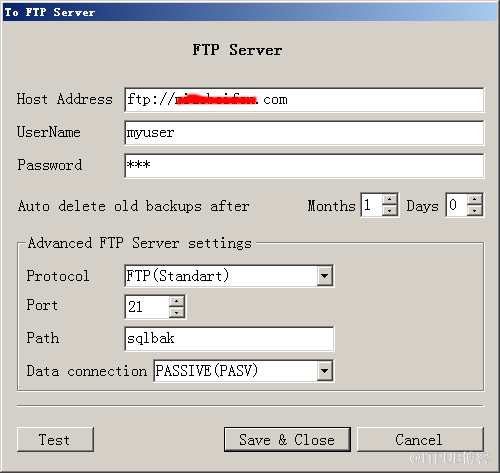 To FTP Server
FTP Server
Host Address ftp:// .com
UserName myuser
Password ***
Auto delete old backups after Months 1 Days 0
Advanced FTP Server settings
Protocol FTP(Standart)
Port 21
Path sqlbak
Data connection PASSIVE(PASV)
Test Save & Close Cancel
@ITPUB博客